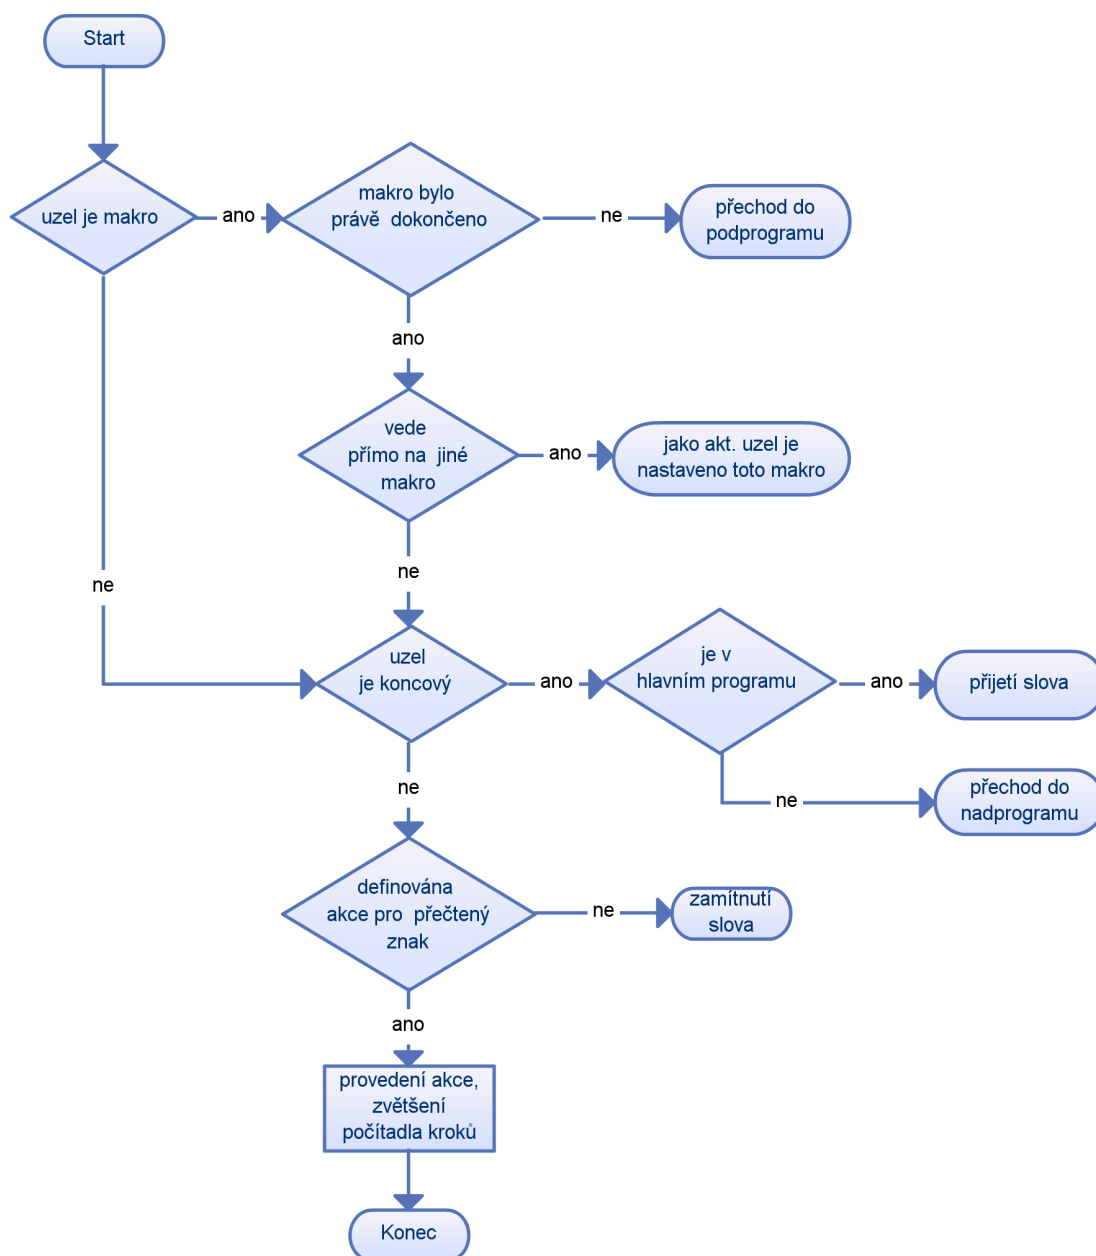 Start
uzel je makro
ano
makro bylo
právě dokončeno
ne
přechod do
podprogramu
ano
vede
přímo na jiné
makro
ano
jako akt. uzel je
nastaveno toto makro
ne
ne
uzel
je koncový
ano
je v
hlavním programu
ano
přijetí slova
ne
přechod do
nadprogramu
ne
definována
akce pro přečtený
znak
ne
zamítnutí
slova
ano
provedení akce,
zvětšení
počítadla kroků
Konec